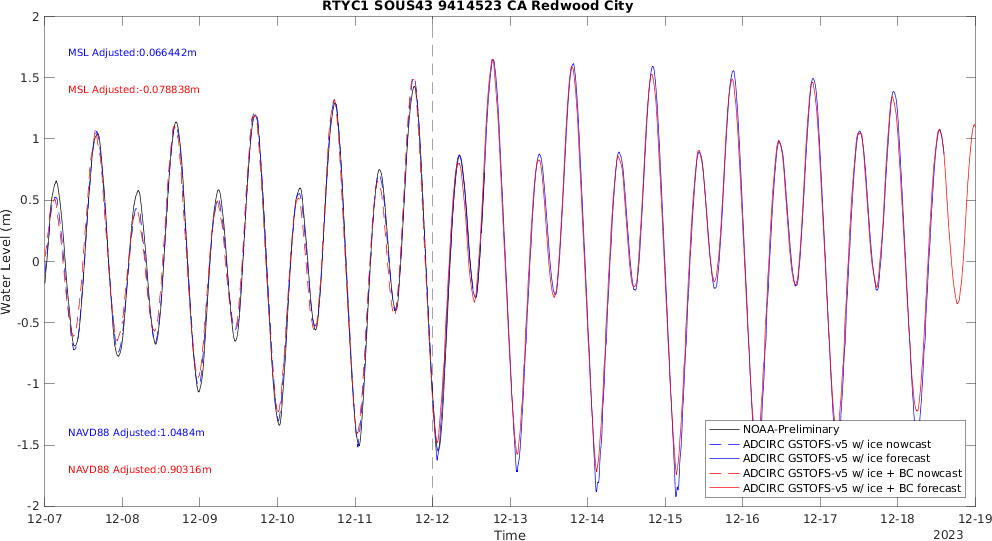 RTYC1 SOUS43 9414523 CA Redwood City
Water Level (m)
2
1.5
1
0.5
0
-0.5
-1
-1.5
-2
MSL Adjusted:0.066442m
MSL Adjusted:-0.078838m
NAVD88 Adjusted:1.0484m
NAVD88 Adjusted:0.90316m
NOAA-Preliminary
ADCIRC GSTOFS-v5 w/ ice nowcast
ADCIRC GSTOFS-v5 w/ ice forecast
ADCIRC GSTOFS-v5 w/ ice + BC nowcast
ADCIRC GSTOFS-v5 w/ ice + BC forecast
12-07 12-08 12-09 12-10 12-11 12-12 12-13 12-14 12-15 12-16 12-17 12-18 12-19
Time
2023